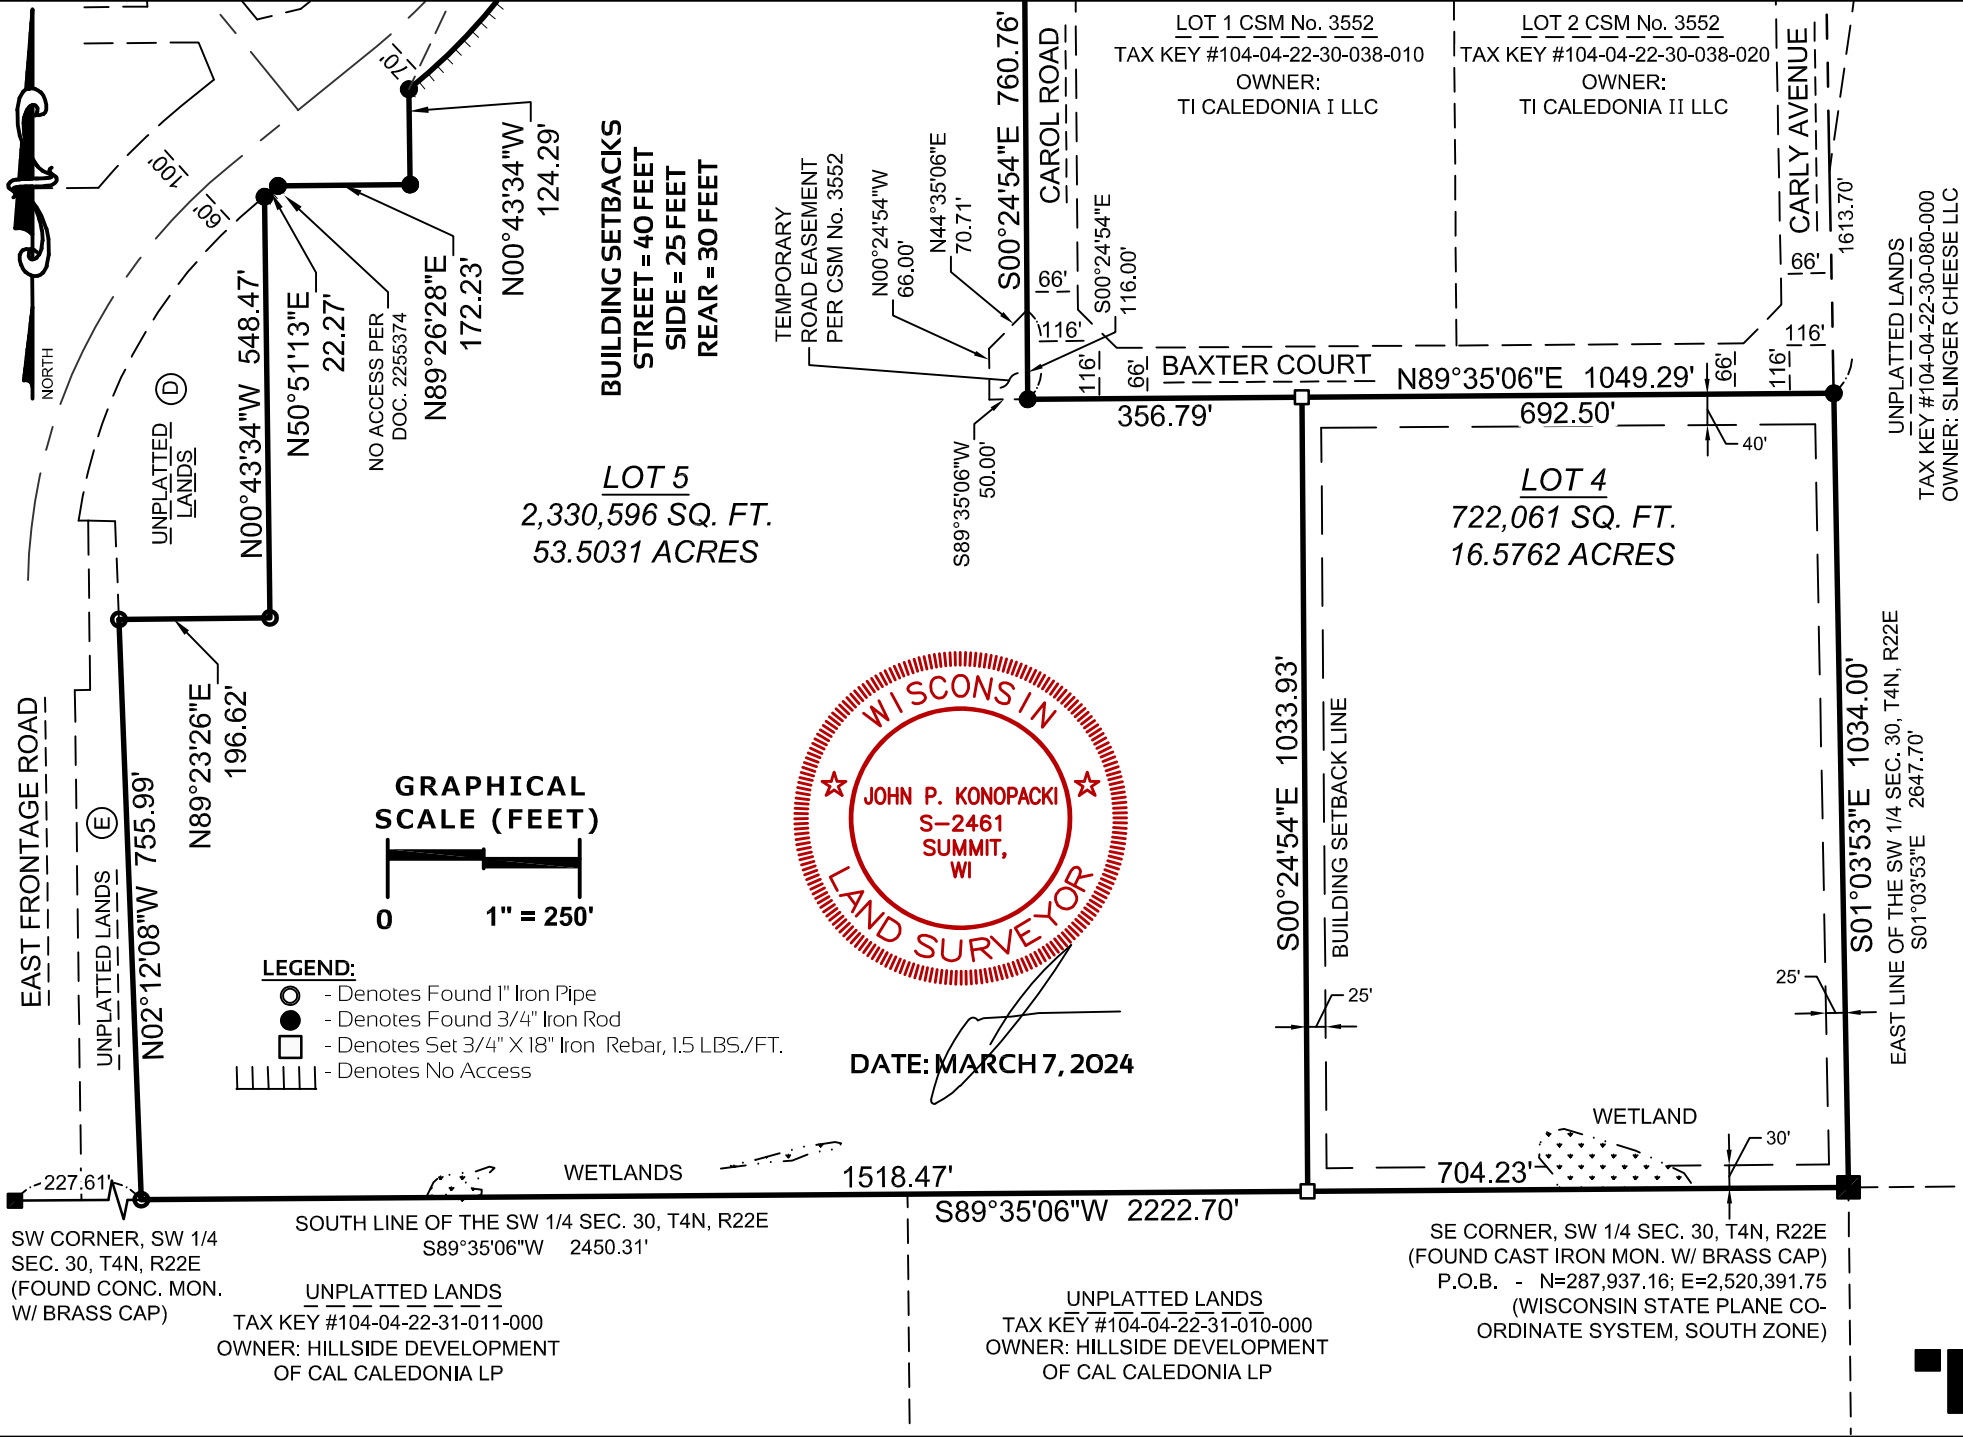 LOT 1 CSM No. 3552
TAX KEY #104-04-22-30-038-010
OWNER:
TI CALEDONIA I LLC
LOT 2 CSM No. 3552
TAX KEY #104-04-22-30-038-020
OWNER:
TI CALEDONIA II LLC
CAROL ROAD
CARLY AVENUE
S00°24'54"E 760.76'
70'
100'
60'
NORTH
N00°43'34"W
124.29'
N89°26'28"E
172.23'
NO ACCESS PER
DOC. 2255374
N50°51'13"E
22.27'
N00°43'34"W 548.47'
UNPLATTED
LANDS
D
BUILDING SETBACKS
STREET = 40 FEET
SIDE = 25 FEET
REAR = 30 FEET
TEMPORARY
ROAD EASEMENT
PER CSM No. 3552
N00°24'54"W
66.00'
N44°35'06"E
70.71'
S00°24'54"E
116.00'
66'
116'
116'
66'
BAXTER COURT
N89°35'06"E 1049.29'
66'
116'
116'
66'
1613.70'
UNPLATTED LANDS
TAX KEY #104-04-22-30-080-000
OWNER: SLINGER CHEESE LLC
356.79'
692.50'
40'
S89°35'06"W
50.00'
LOT 5
2,330,596 SQ. FT.
53.5031 ACRES
LOT 4
722,061 SQ. FT.
16.5762 ACRES
N89°23'26"E
196.62'
EAST FRONTAGE ROAD
UNPLATTED LANDS
E
N02°12'08"W 755.99'
GRAPHICAL
SCALE (FEET)
0
1" = 250'
WISCONSIN
JOHN P. KONOPACKI
S-2461
SUMMIT,
WI
LAND SURVEYOR
S00°24'54"E 1033.93'
BUILDING SETBACK LINE
S01°03'53"E 1034.00'
EAST LINE OF THE SW 1/4 SEC. 30, T4N, R22E
S01°03'53"E 2647.70'
25'
25'
LEGEND:
- Denotes Found 1" Iron Pipe
- Denotes Found 3/4" Iron Rod
- Denotes Set 3/4" X 18" Iron Rebar, 1.5 LBS./FT.
- Denotes No Access
DATE: MARCH 7, 2024
WETLAND
30'
704.23'
WETLANDS
1518.47'
227.61'
S89°35'06"W 2222.70'
SOUTH LINE OF THE SW 1/4 SEC. 30, T4N, R22E
S89°35'06"W 2450.31'
SW CORNER, SW 1/4
SEC. 30, T4N, R22E
(FOUND CONC. MON.
W/ BRASS CAP)
UNPLATTED LANDS
TAX KEY #104-04-22-31-011-000
OWNER: HILLSIDE DEVELOPMENT
OF CAL CALEDONIA LP
UNPLATTED LANDS
TAX KEY #104-04-22-31-010-000
OWNER: HILLSIDE DEVELOPMENT
OF CAL CALEDONIA LP
SE CORNER, SW 1/4 SEC. 30, T4N, R22E
(FOUND CAST IRON MON. W/ BRASS CAP)
P.O.B. - N=287,937.16; E=2,520,391.75
(WISCONSIN STATE PLANE CO-
ORDINATE SYSTEM, SOUTH ZONE)